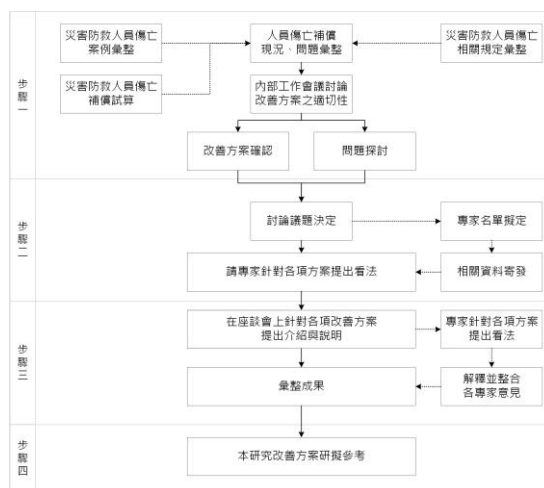 步驟一
災害防救人員傷亡
案例彙整
人員傷亡補償
現況、問題彙整
災害防救人員傷亡
相關規定彙整
災害防救人員傷亡
補償試算
內部工作會議討論
改善方案之適切性
改善方案確認
問題探討
步驟二
討論議題決定
專家名單擬定
請專家針對各項方案提出看法
相關資料寄發
步驟三
在座談會上針對各項改善方案
提出介紹與說明
專家針對各項方案
提出看法
彙整成果
解釋並整合
各專家意見
步驟四
本研究改善方案研擬參考